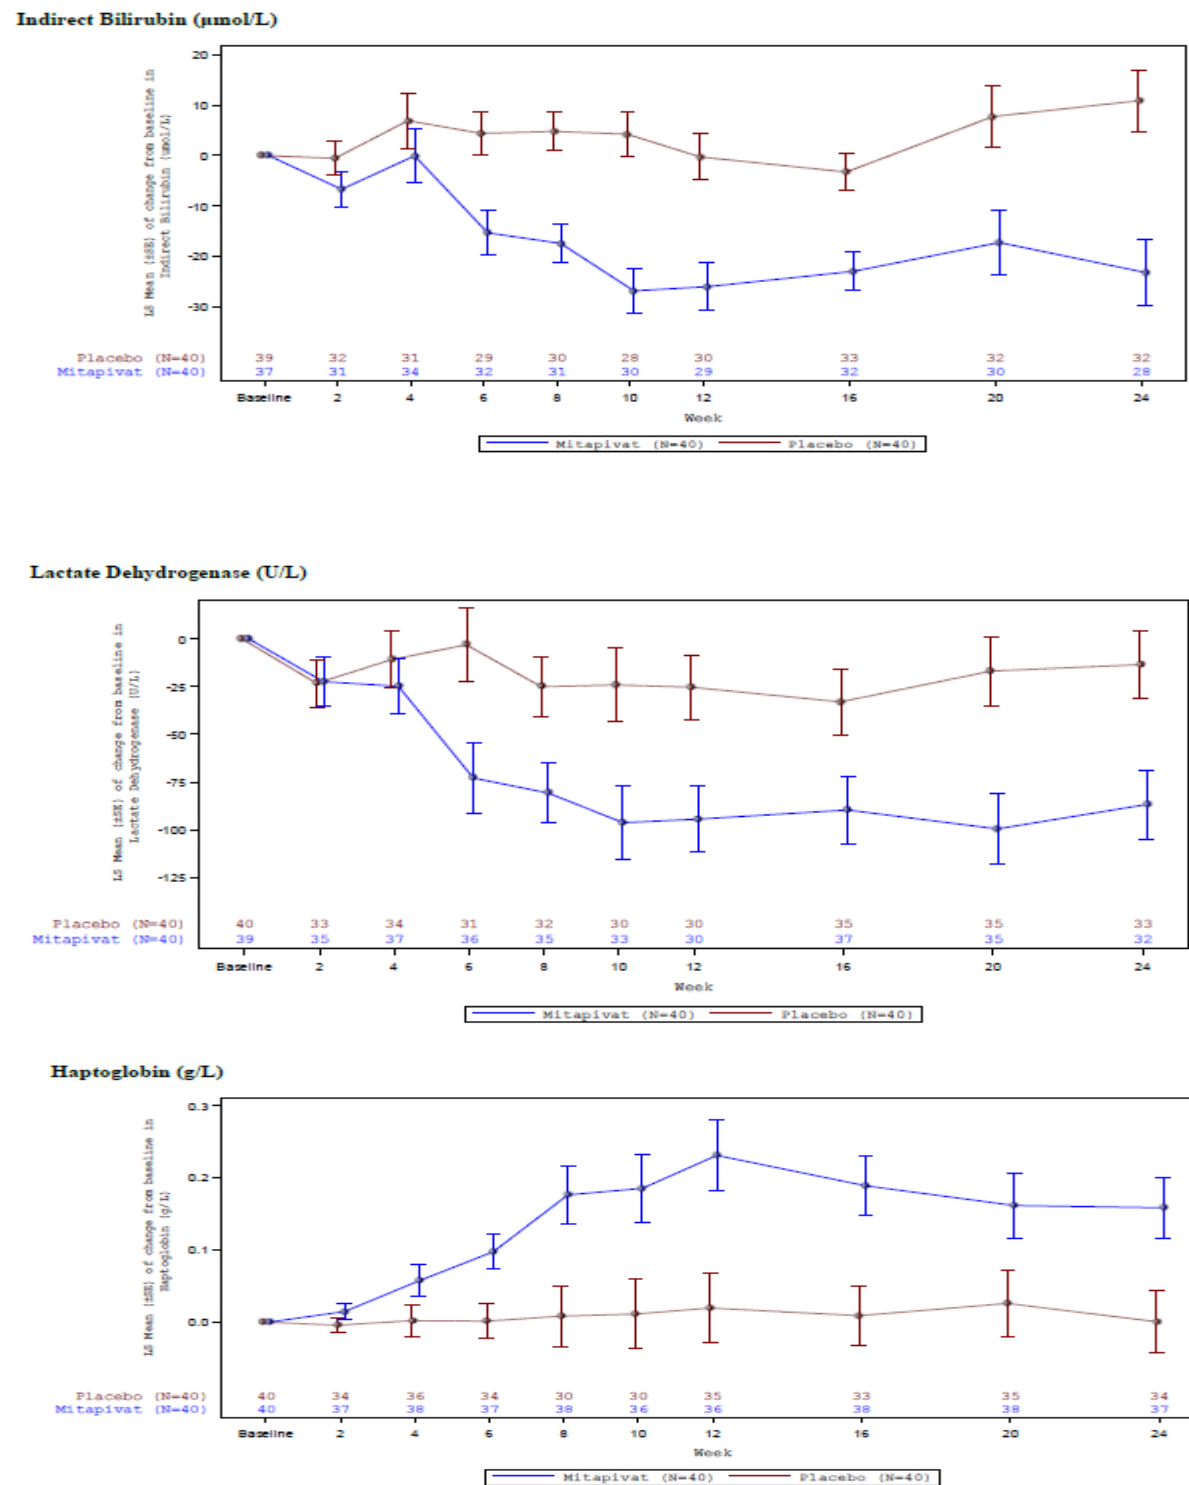 Indirect Bilirubin (µmol/L)
LS Mean (±SE) of change from baseline in
Indirect Bilirubin (umol/L)
20
10
0
-10
-20
-30
Placebo (N=40) 39 32 31 29 30 28 30 33 32 32
Mitapivat (N=40) 37 31 34 32 31 30 29 32 30 28
Baseline 2 4 6 8 10 12 16 20 24
Week
Mitapivat (N=40) Placebo (N=40)
Lactate Dehydrogenase (U/L)
LS Mean (±SE) of change from baseline in
Lactate Dehydrogenase (U/L)
0
-25
-50
-75
-100
-125
Placebo (N=40) 40 33 34 31 32 30 30 35 35 33
Mitapivat (N=40) 39 35 37 36 35 33 30 37 35 32
Baseline 2 4 6 8 10 12 16 20 24
Week
Mitapivat (N=40) Placebo (N=40)
Haptoglobin (g/L)
LS Mean (±SE) of change from baseline in
Haptoglobin (g/L)
0.3
0.2
0.1
0.0
Placebo (N=40) 40 34 36 34 30 30 35 33 35 34
Mitapivat (N=40) 40 37 38 37 38 36 36 38 38 37
Baseline 2 4 6 8 10 12 16 20 24
Week
Mitapivat (N=40) Placebo (N=40)